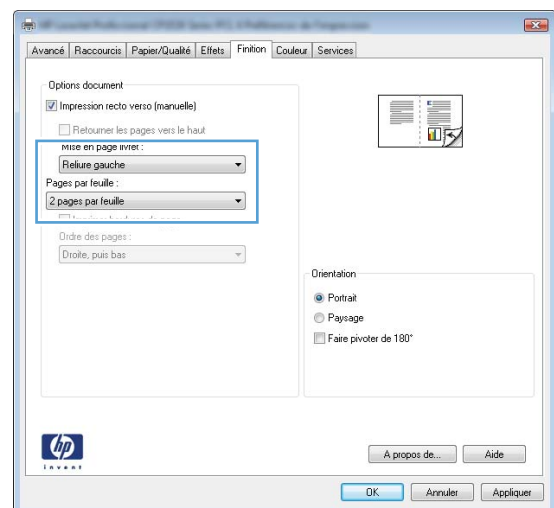 Avancé Raccourcis Papier/Qualité Effets Finition Couleur Services
Options document
Impression recto verso (manuelle)
Retourner les pages vers le haut
Mise en page livret :
Reliure gauche
Pages par feuille :
2 pages par feuille
Ordre des pages :
Droite, puis bas
Orientation
Portrait
Paysage
Faire pivoter de 180°
hp
invent
A propos de... Aide
OK Annuler Appliquer